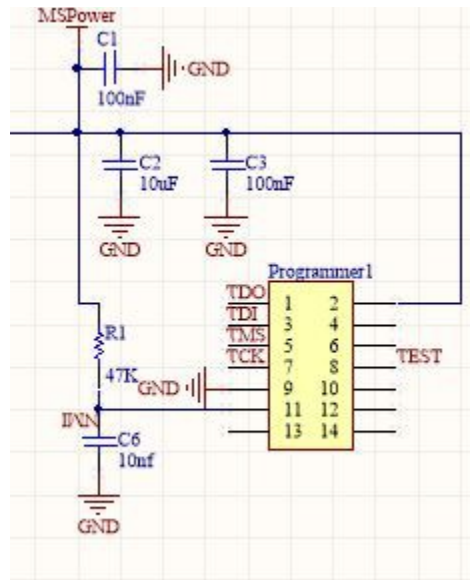 MSPower
C1
GND
100nF
C2
10uF
C3
100nF
GND
GND
Programmer1
TDO
1 2
TDI
3 4
TMS
5 6
TCK
7 8
TEST
R1
47K
GND
9 10
11 12
13 14
NMI
C6
10nf
GND